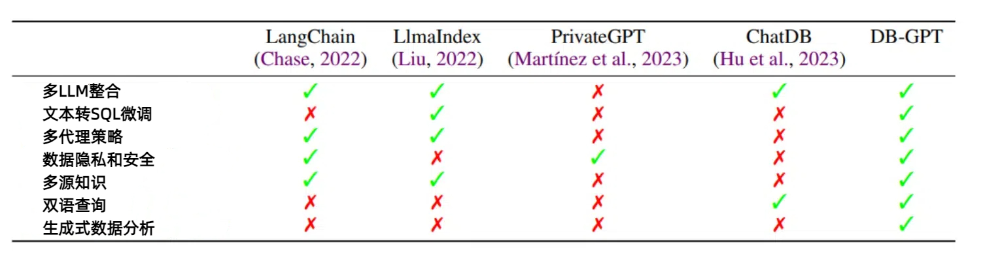 LangChain LlmaIndex PrivateGPT ChatDB DB-GPT
(Chase, 2022) (Liu, 2022) (Martínez et al., 2023) (Hu et al., 2023)
多LLM整合 ✓ ✓ ✗ ✓ ✓
文本转SQL微调 ✗ ✓ ✗ ✗ ✓
多代理策略 ✓ ✓ ✗ ✗ ✓
数据隐私和安全 ✓ ✗ ✓ ✗ ✓
多源知识 ✓ ✓ ✗ ✗ ✓
双语查询 ✗ ✗ ✗ ✓ ✓
生成式数据分析 ✗ ✗ ✗ ✗ ✓